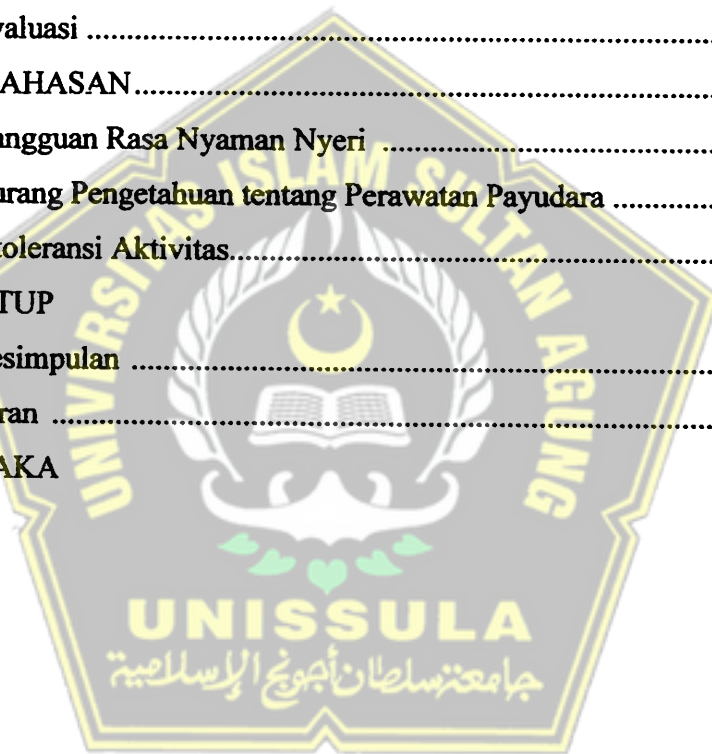 valuasi ........................................................................
AHASAN........................................................................
angguan Rasa Nyaman Nyeri ........................................................................
urang Pengetahuan tentang Perawatan Payudara ........................
toleransi Aktivitas........................................................................
TUP
esimpulan ........................................................................
ran ........................................................................
AKA
UNIVERSITAS ISLAM SULTAN AGUNG
UNISSULA
جامعة سلطان أجونج الإسلامية